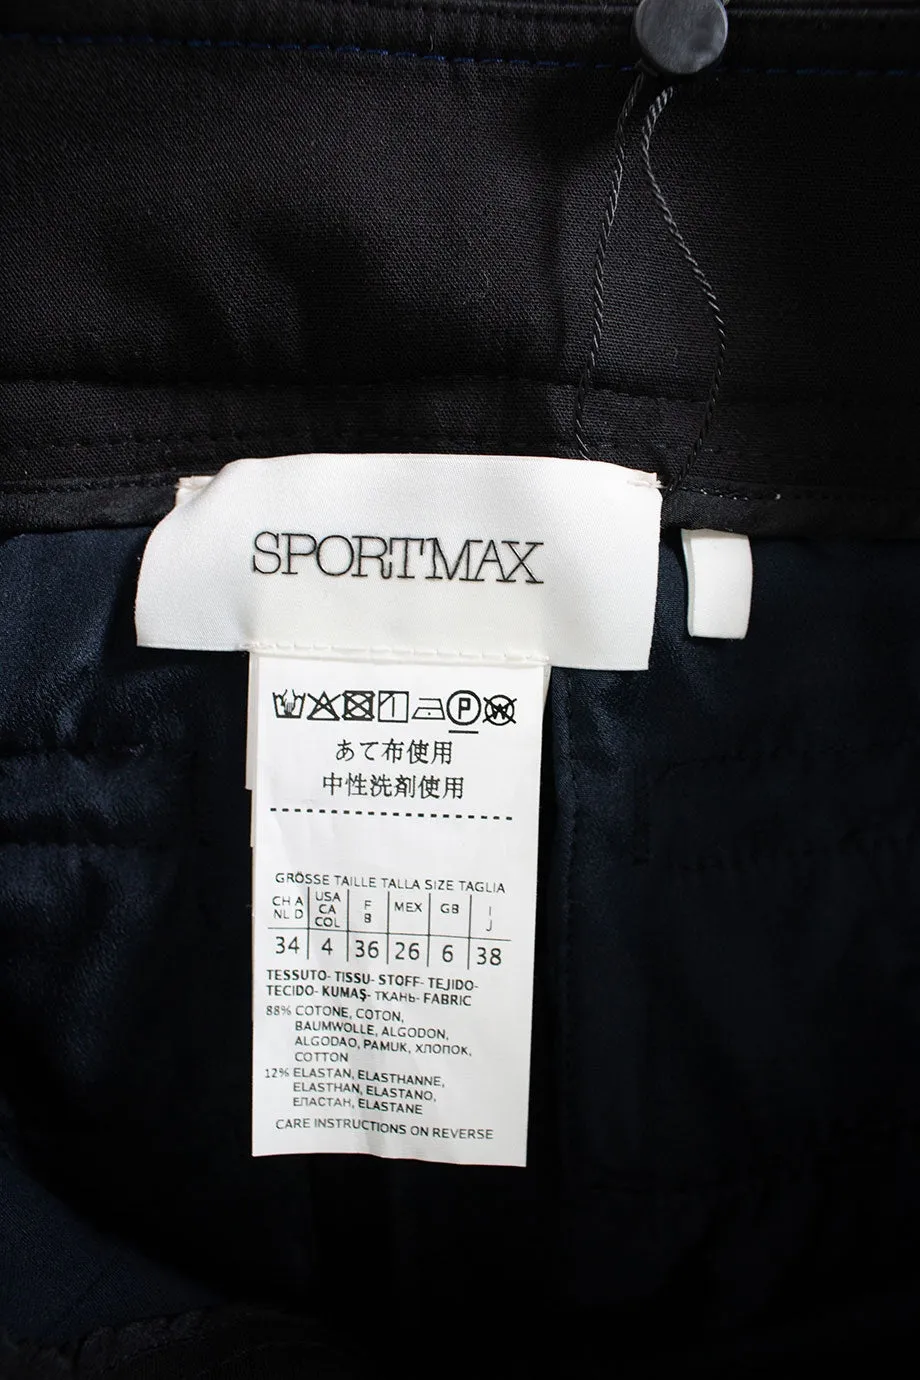 SPORTMAX
P W
あて布使用
中性洗剤使用
GRÖSSE TAILLE TALLA SIZE TAGLIA
CH A NL D USA CA COL F B MEX GB I J
34 4 36 26 6 38
TESSUTO- TISSU- STOFF- TEJIDO-
TECIDO- KUMAŞ- ТКАНЬ- FABRIC
88% COTONE, COTON,
BAUMWOLLE, ALGODON,
ALGODAO, PAMUK, ХЛОПОК,
COTTON
12% ELASTAN, ELASTHANNE,
ELASTHAN, ELASTANO,
ЕЛАСТАН, ELASTANE
CARE INSTRUCTIONS ON REVERSE